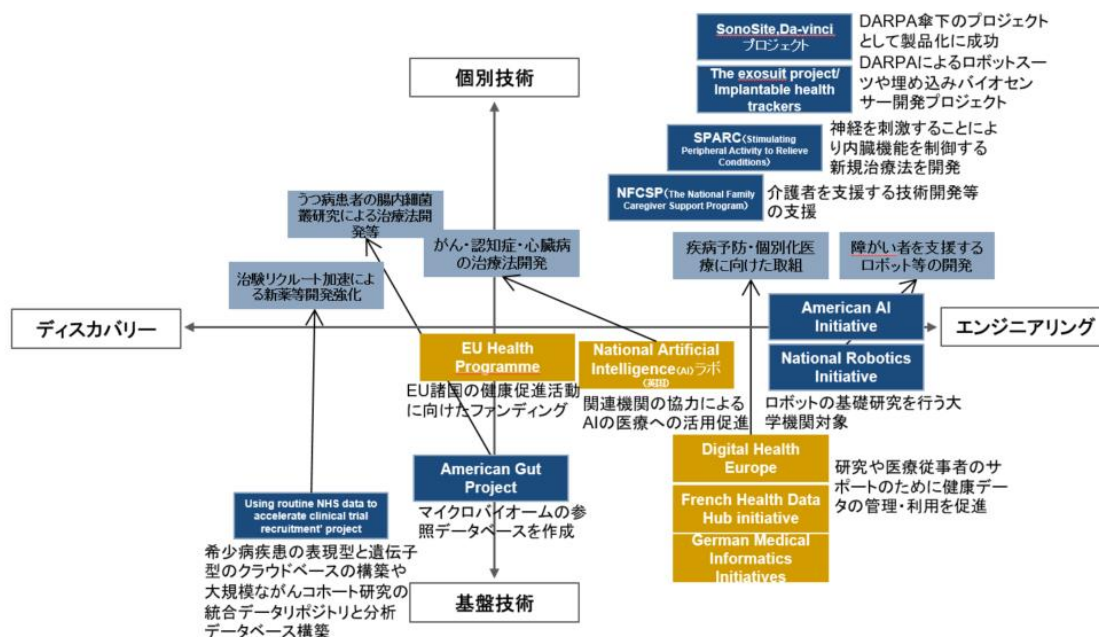 SonoSite,Da-vinci
プロジェクト
DARPA傘下のプロジェクト
として製品化に成功
個別技術
The exosuit project/
Implantable health
trackers
DARPAによるロボットスー
ツや埋め込みバイオセン
サー開発プロジェクト
SPARC(Stimulating
Peripheral Activity to Relieve
Conditions)
神経を刺激することによ
り内臓機能を制御する
新規治療法を開発
NFCSP(The National Family
Caregiver Support Program)
介護者を支援する技術開発等
の支援
うつ病患者の腸内細菌
叢研究による治療法開
発等
がん・認知症・心臓病
の治療法開発
疾病予防・個別化医
療に向けた取組
障がい者を支援する
ロボット等の開発
治験リクルート加速によ
る新薬等開発強化
ディスカバリー
American AI
Initiative
エンジニアリング
EU Health
Programme
National Artificial
Intelligence(AI)ラボ
(英国)
National Robotics
Initiative
EU諸国の健康促進活動
に向けたファンディング
関連機関の協力による
AIの医療への活用促進
ロボットの基礎研究を行う大
学機関対象
American Gut
Project
Digital Health
Europe
研究や医療従事者のサ
ポートのために健康デー
タの管理・利用を促進
Using routine NHS data to
accelerate clinical trial
recruitment' project
マイクロバイオームの参
照データベースを作成
French Health Data
Hub initiative
German Medical
Informatics
Initiatives
希少病疾患の表現型と遺伝子
型のクラウドベースの構築や
大規模ながんコホート研究の
統合データリポジトリと分析
データベース構築
基盤技術